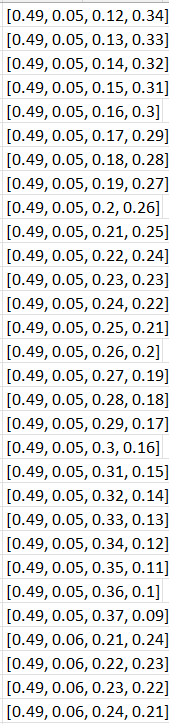 [0.49, 0.05, 0.12, 0.34]
[0.49, 0.05, 0.13, 0.33]
[0.49, 0.05, 0.14, 0.32]
[0.49, 0.05, 0.15, 0.31]
[0.49, 0.05, 0.16, 0.3]
[0.49, 0.05, 0.17, 0.29]
[0.49, 0.05, 0.18, 0.28]
[0.49, 0.05, 0.19, 0.27]
[0.49, 0.05, 0.2, 0.26]
[0.49, 0.05, 0.21, 0.25]
[0.49, 0.05, 0.22, 0.24]
[0.49, 0.05, 0.23, 0.23]
[0.49, 0.05, 0.24, 0.22]
[0.49, 0.05, 0.25, 0.21]
[0.49, 0.05, 0.26, 0.2]
[0.49, 0.05, 0.27, 0.19]
[0.49, 0.05, 0.28, 0.18]
[0.49, 0.05, 0.29, 0.17]
[0.49, 0.05, 0.3, 0.16]
[0.49, 0.05, 0.31, 0.15]
[0.49, 0.05, 0.32, 0.14]
[0.49, 0.05, 0.33, 0.13]
[0.49, 0.05, 0.34, 0.12]
[0.49, 0.05, 0.35, 0.11]
[0.49, 0.05, 0.36, 0.1]
[0.49, 0.05, 0.37, 0.09]
[0.49, 0.06, 0.21, 0.24]
[0.49, 0.06, 0.22, 0.23]
[0.49, 0.06, 0.23, 0.22]
[0.49, 0.06, 0.24, 0.21]